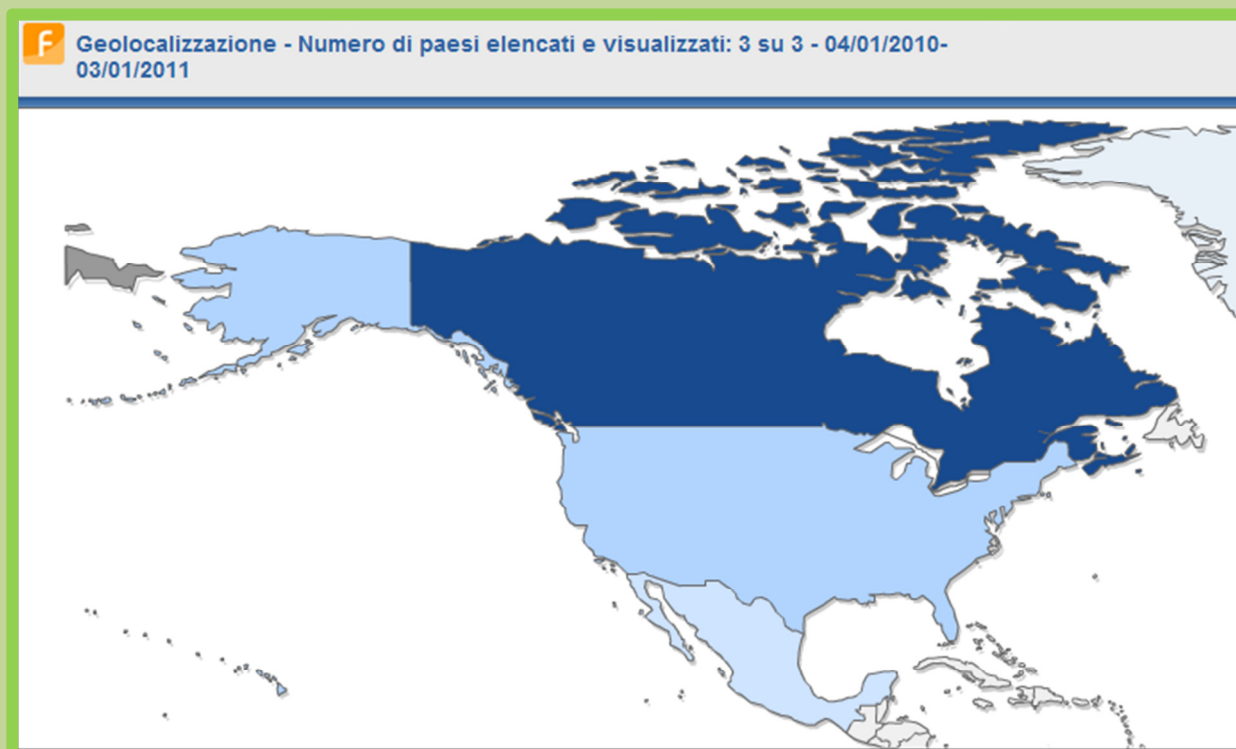 F
Geolocalizzazione - Numero di paesi elencati e visualizzati: 3 su 3 - 04/01/2010-
03/01/2011